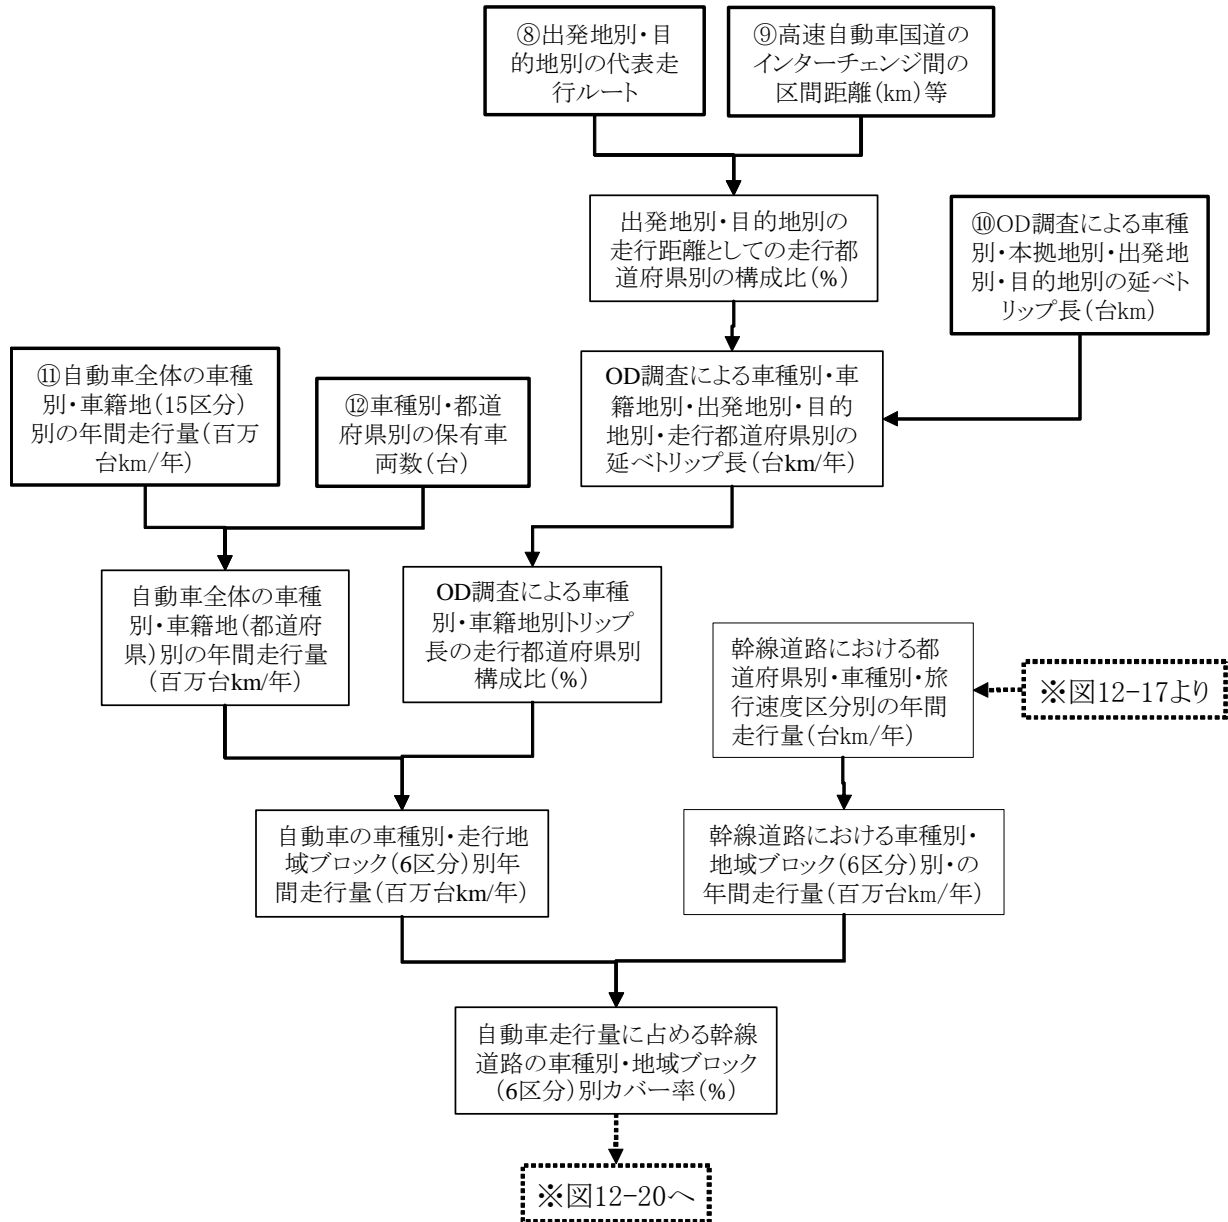 ⑧出発地別・目
的地別の代表走
行ルート
⑨高速自動車国道の
インターチェンジ間の
区間距離(km)等
出発地別・目的地別の
走行距離としての走行都
道府県別の構成比(%)
⑩OD調査による車種
別・本拠地別・出発地
別・目的地別の延べト
リップ長(台km)
⑪自動車全体の車種
別・車籍地(15区分)
別の年間走行量(百万
台km/年)
⑫車種別・都道
府県別の保有車
両数(台)
OD調査による車種別・車
籍地別・出発地別・目的
地別・走行都道府県別の
延べトリップ長(台km/年)
自動車全体の車種
別・車籍地(都道府
県)別の年間走行量
(百万台km/年)
OD調査による車種
別・車籍地別トリップ
長の走行都道府県別
構成比(%)
幹線道路における都
道府県別・車種別・旅
行速度区分別の年間
走行量(台km/年)
※図12-17より
自動車の車種別・走行地
域ブロック(6区分)別年
間走行量(百万台km/年)
幹線道路における車種別・
地域ブロック(6区分)別・の
年間走行量(百万台km/年)
自動車走行量に占める幹線
道路の車種別・地域ブロック
(6区分)別カバー率(%)
※図12-20へ